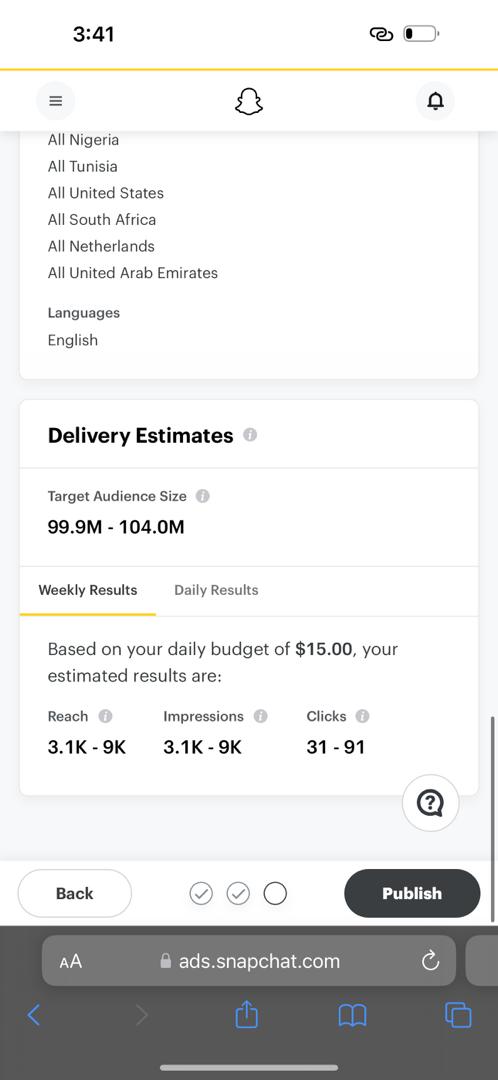 3:41
All Nigeria
All Tunisia
All United States
All South Africa
All Netherlands
All United Arab Emirates
Languages
English
Delivery Estimates
Target Audience Size
99.9M - 104.0M
Weekly Results
Daily Results
Based on your daily budget of $15.00, your
estimated results are:
Reach
Impressions
Clicks
3.1K - 9K
3.1K - 9K
31 - 91
Back
Publish
AA
ads.snapchat.com